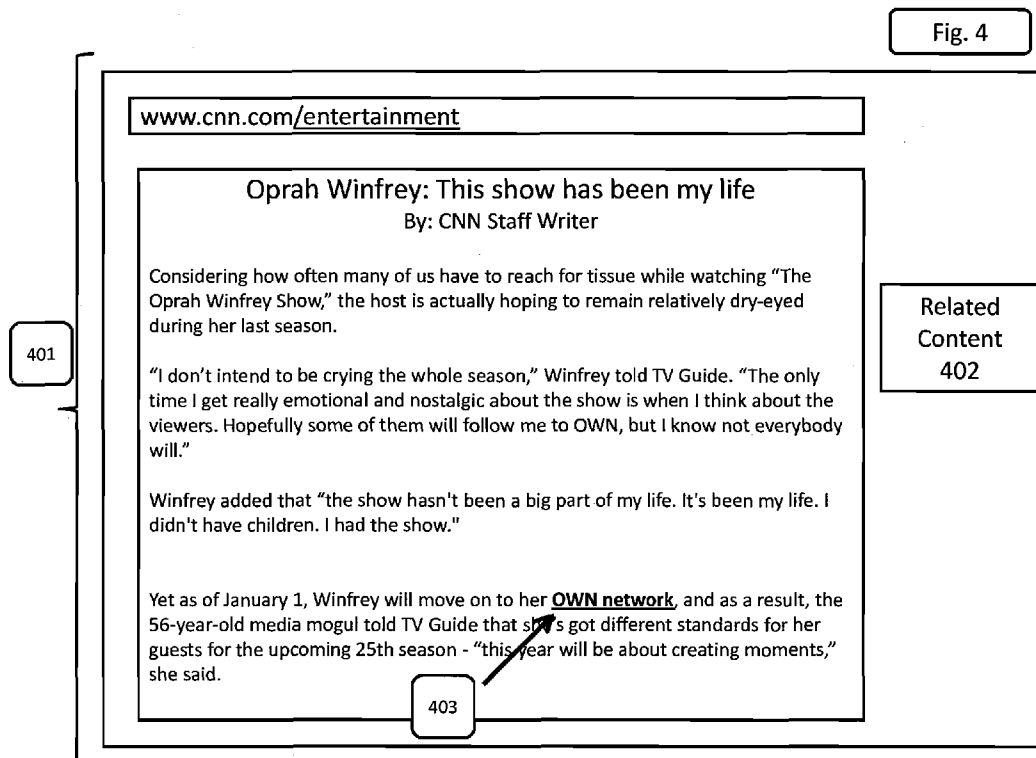 Fig. 4
www.cnn.com/entertainment
Oprah Winfrey: This show has been my life
By: CNN Staff Writer
Considering how often many of us have to reach for tissue while watching “The
Oprah Winfrey Show,” the host is actually hoping to remain relatively dry-eyed
during her last season.
401
Related
Content
402
“I don’t intend to be crying the whole season,” Winfrey told TV Guide. “The only
time I get really emotional and nostalgic about the show is when I think about the
viewers. Hopefully some of them will follow me to OWN, but I know not everybody
will.”
Winfrey added that “the show hasn't been a big part of my life. It's been my life. I
didn't have children. I had the show."
Yet as of January 1, Winfrey will move on to her OWN network, and as a result, the
56-year-old media mogul told TV Guide that she's got different standards for her
guests for the upcoming 25th season - “this year will be about creating moments,”
she said.
403